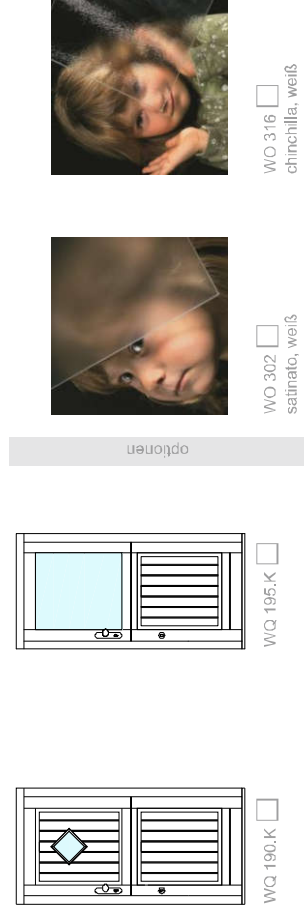 WQ 190.K
WQ 195.K
optionen
WO 302
satinato, weiß
WO 316
chinchilla, weiß